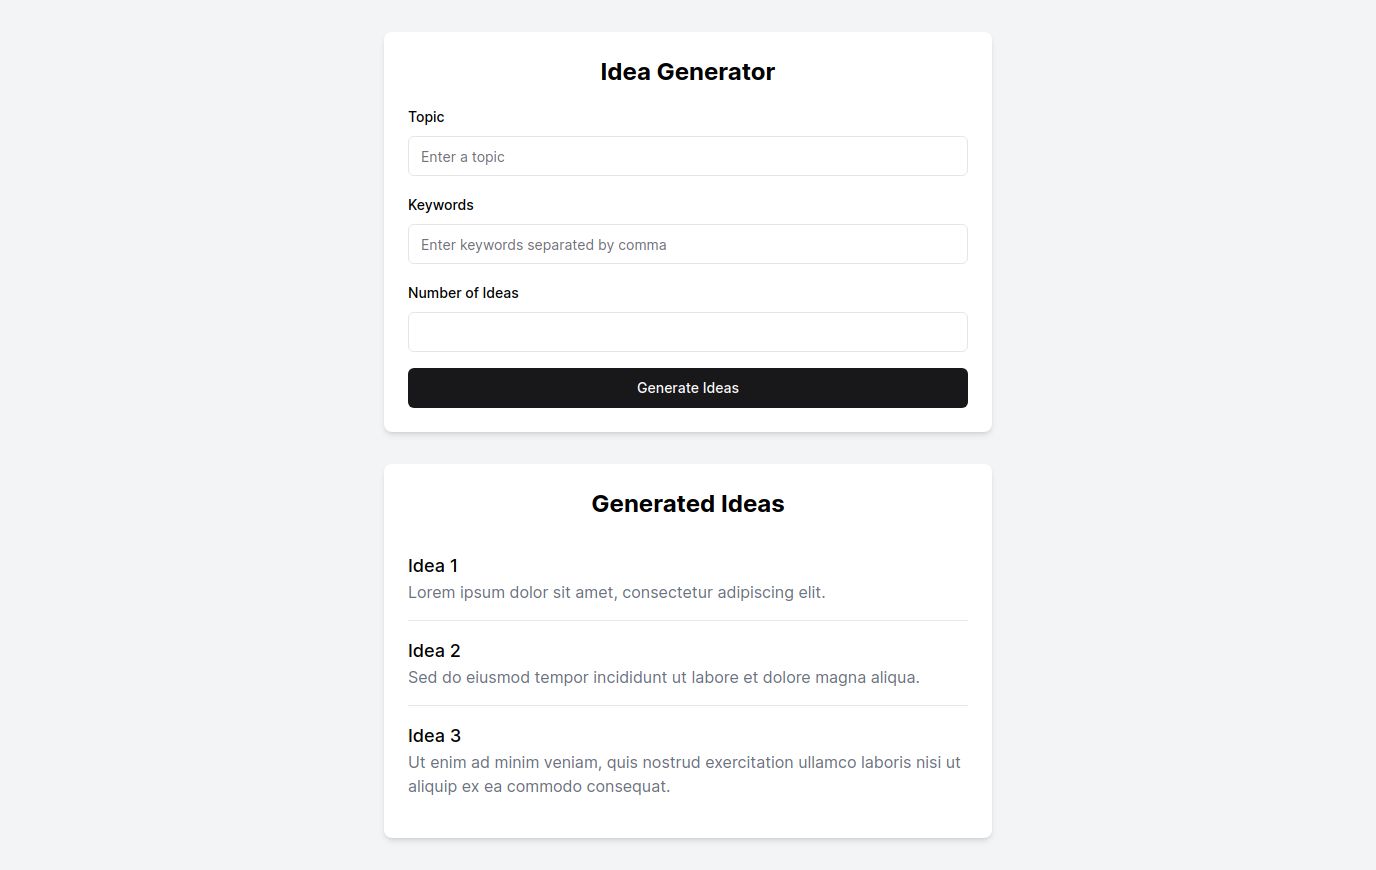 Idea Generator
Topic
Enter a topic
Keywords
Enter keywords separated by comma
Number of Ideas
Generate Ideas
Generated Ideas
Idea 1
Lorem ipsum dolor sit amet, consectetur adipiscing elit.
Idea 2
Sed do eiusmod tempor incididunt ut labore et dolore magna aliqua.
Idea 3
Ut enim ad minim veniam, quis nostrud exercitation ullamco laboris nisi ut
aliquip ex ea commodo consequat.